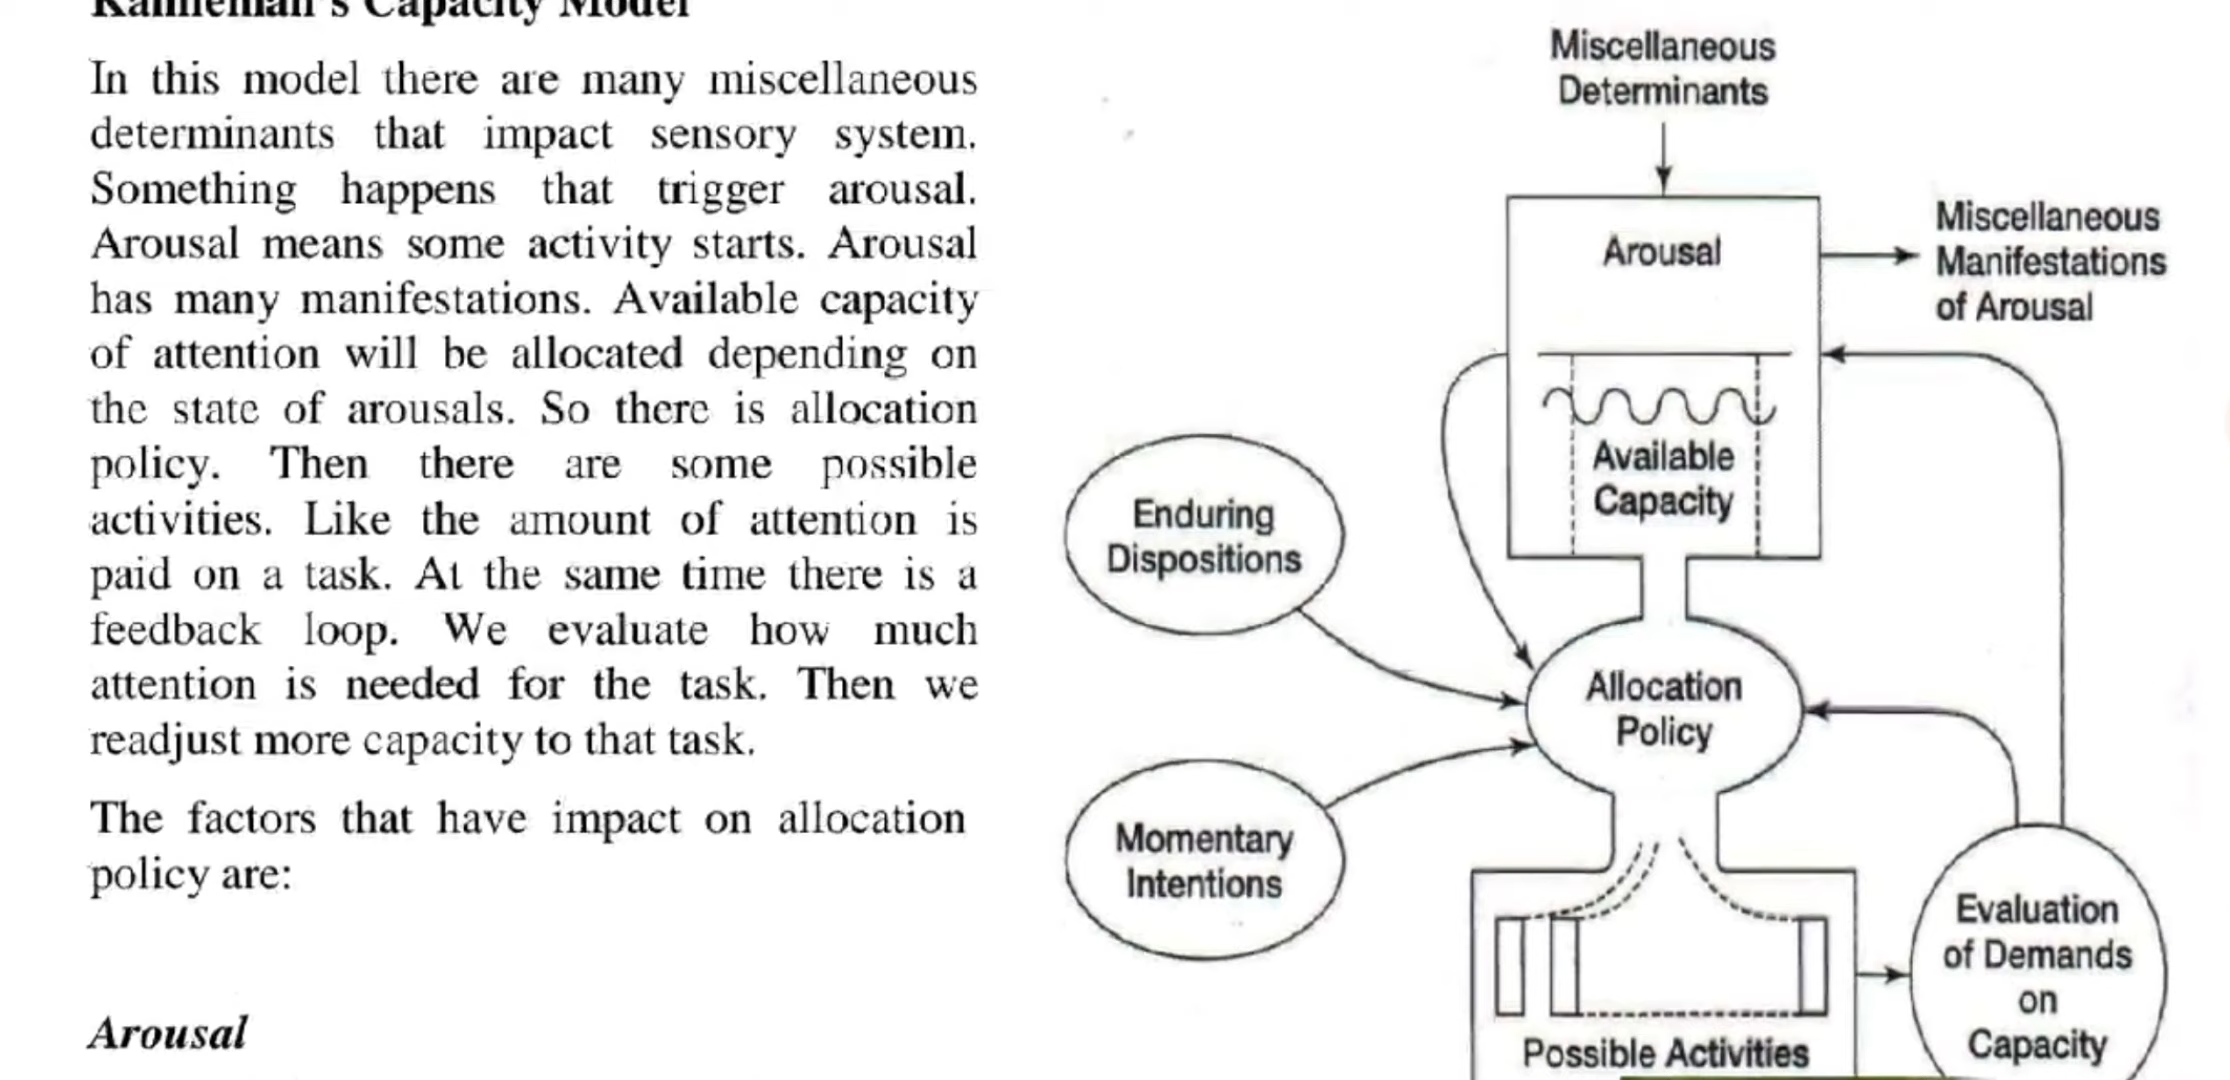 Kahneman's Capacity Model
In this model there are many miscellaneous
determinants that impact sensory system.
Something happens that trigger arousal.
Arousal means some activity starts. Arousal
has many manifestations. Available capacity
of attention will be allocated depending on
the state of arousals. So there is allocation
policy. Then there are some possible
activities. Like the amount of attention is
paid on a task. At the same time there is a
feedback loop. We evaluate how much
attention is needed for the task. Then we
readjust more capacity to that task.
The factors that have impact on allocation
policy are:
Arousal
Miscellaneous
Determinants
Arousal
Miscellaneous
Manifestations
of Arousal
Available
Capacity
Enduring
Dispositions
Allocation
Policy
Momentary
Intentions
Evaluation
of Demands
on
Capacity
Possible Activities